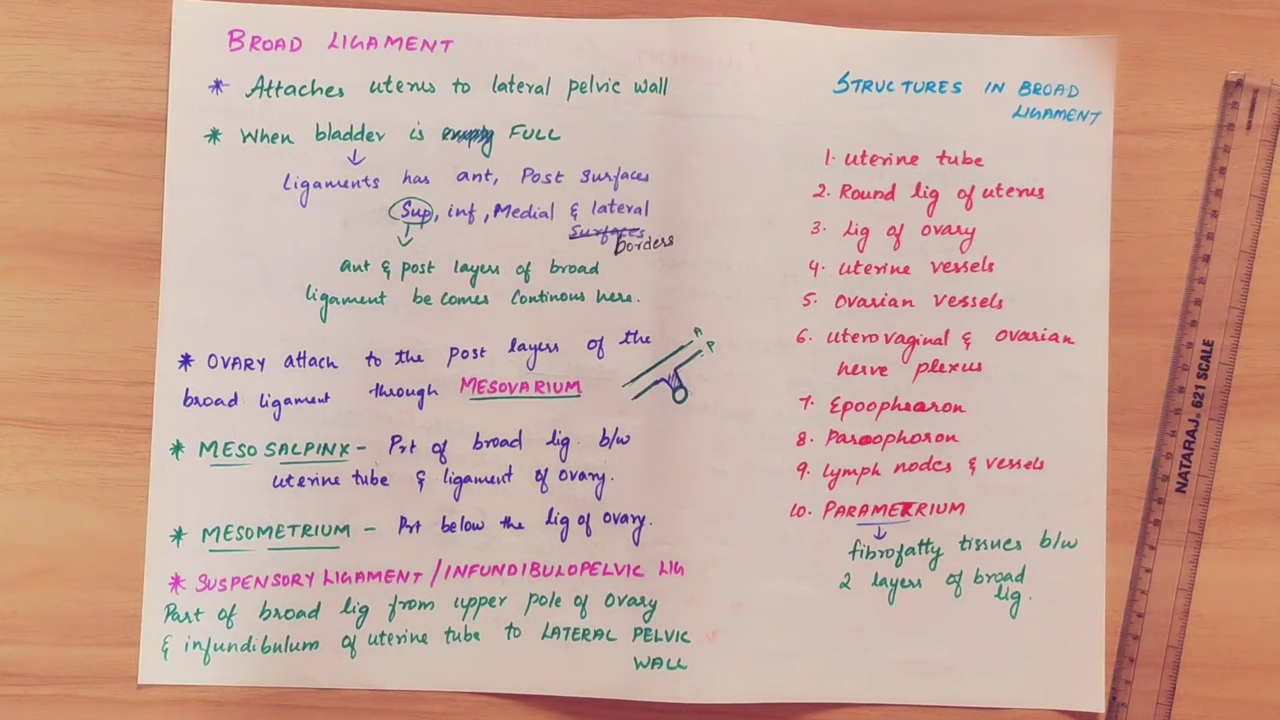 BROAD LIGAMENT
* Attaches uterus to lateral pelvic wall
* When bladder is empty FULL
↓
Ligaments has ant, Post surfaces
Sup, inf, Medial & lateral
Surfaces borders
↓
ant & post layers of broad
ligament be comes Continous here.
* OVARY attach to the post layers of the
broad ligament through MESOVARIUM
A
P
* MESO SALPINX - Prt of broad lig. b/w
uterine tube & ligament of ovary.
* MESOMETRIUM - Prt below the lig of ovary.
* SUSPENSORY LIGAMENT/INFUNDIBULOPELVIC LIG
Part of broad lig from upper pole of ovary
& infundibulum of uterine tube to LATERAL PELVIC
WALL
STRUCTURES IN BROAD
LIGAMENT
1. uterine tube
2. Round lig of uterus
3. Lig of ovary
4. uterine vessels
5. Ovarian vessels
6. uterovaginal & ovarian
nerve plexus
7. Epoophearon
8. Paroophoron
9. Lymph nodes & vessels
10. PARAMETRIUM
↓
fibrofatty tissues b/w
2 layers of broad
lig.
NATARAJ 621 SCALE